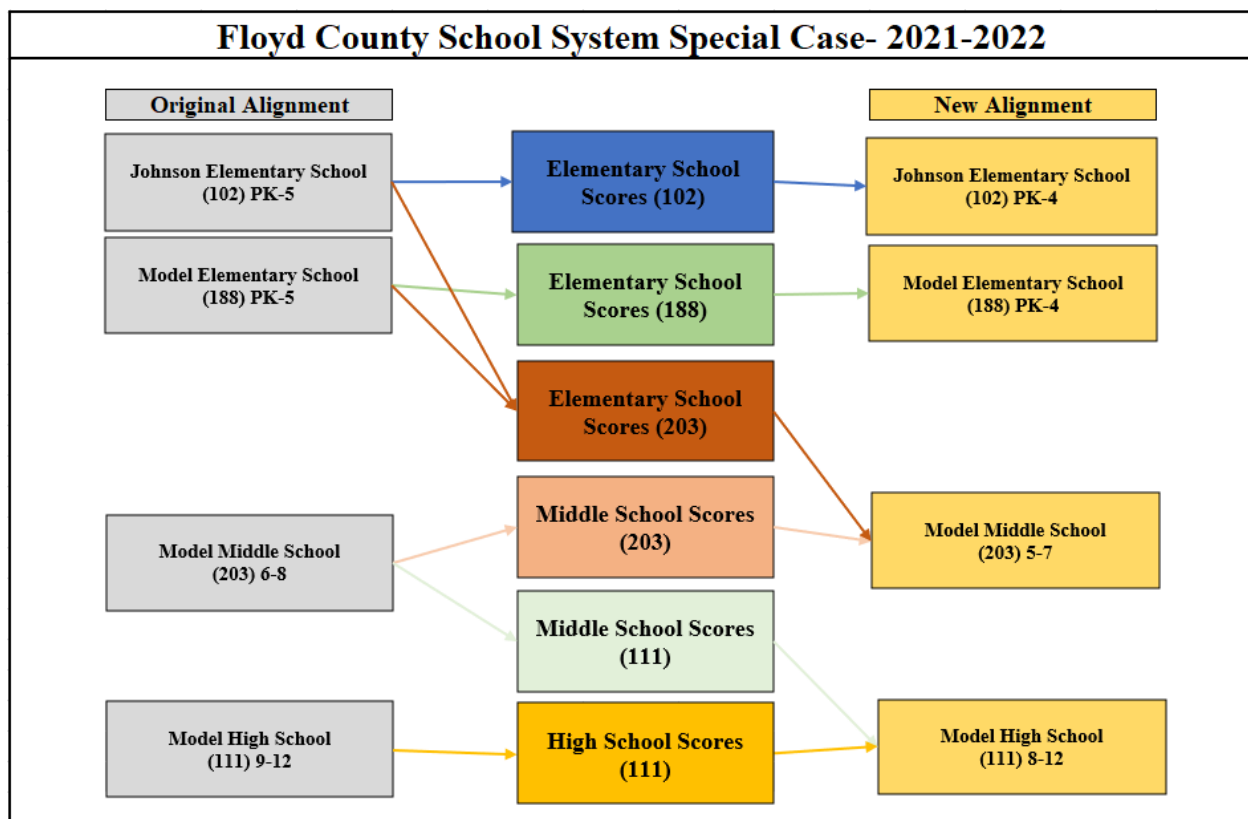 Floyd County School System Special Case- 2021-2022
Original Alignment
New Alignment
Johnson Elementary School
(102) PK-5
Elementary School
Scores (102)
Johnson Elementary School
(102) PK-4
Model Elementary School
(188) PK-5
Elementary School
Scores (188)
Model Elementary School
(188) PK-4
Elementary School
Scores (203)
Model Middle School
(203) 6-8
Middle School Scores
(203)
Model Middle School
(203) 5-7
Middle School Scores
(111)
Model High School
(111) 9-12
High School Scores
(111)
Model High School
(111) 8-12